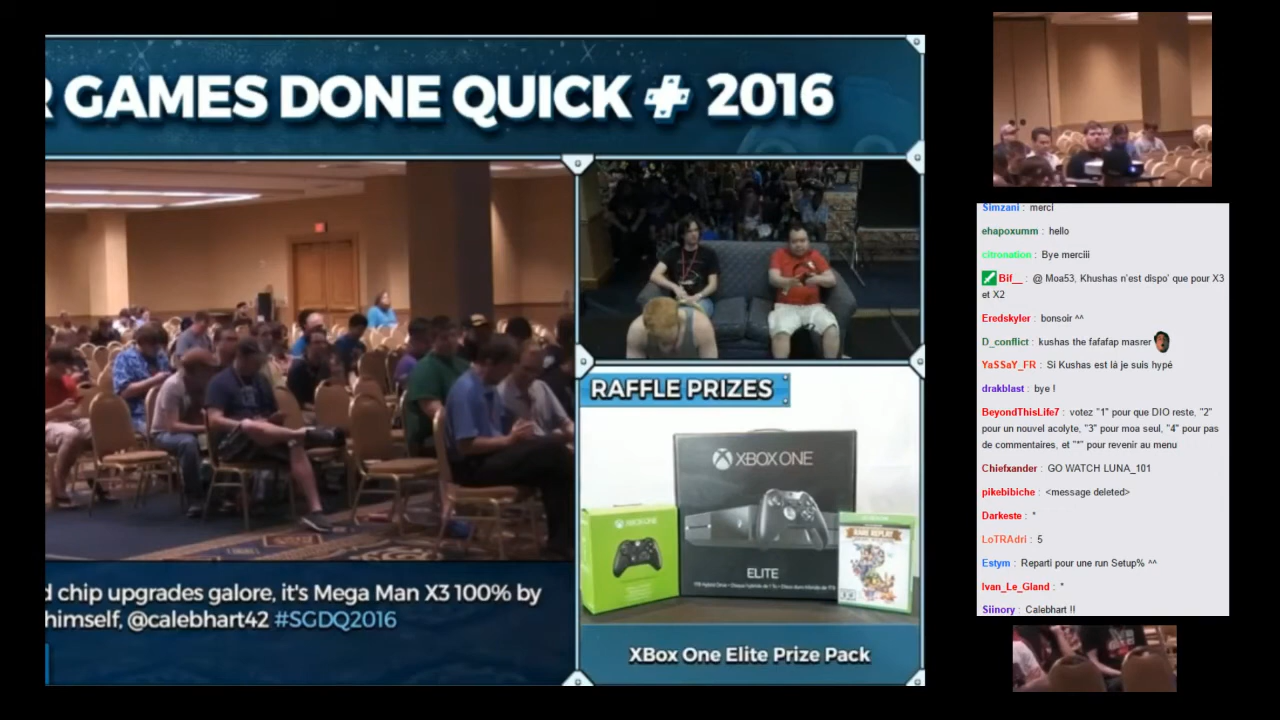 R GAMES DONE QUICK # 2016
RAFFLE PRIZES
XBOX ONE
XBOX ONE
RARE REPLAY
ELITE
d chip upgrades galore, it's Mega Man X3 100% by
himself, @calebhart42 #SGDQ2016
XBox One Elite Prize Pack
Simzani : merci
ehapoxumm : hello
citronation : Bye merciii
Bif__ : @ Moa53, Khushas n'est dispo' que pour X3
et X2
Eredskyler : bonsoir ^^
D_conflict : kushas the fafafap masrer
YaSSaY_FR : Si Kushas est là je suis hypé
drakblast : bye !
BeyondThisLife7 : votez "1" pour que DIO reste, "2"
pour un nouvel acolyte, "3" pour moa seul, "4" pour pas
de commentaires, et "*" pour revenir au menu
Chiefxander : GO WATCH LUNA_101
pikebibiche : <message deleted>
Darkeste : *
LoTRAdri : 5
Estym : Reparti pour une run Setup% ^^
Ivan_Le_Gland : *
Siinory : Calebhart !!